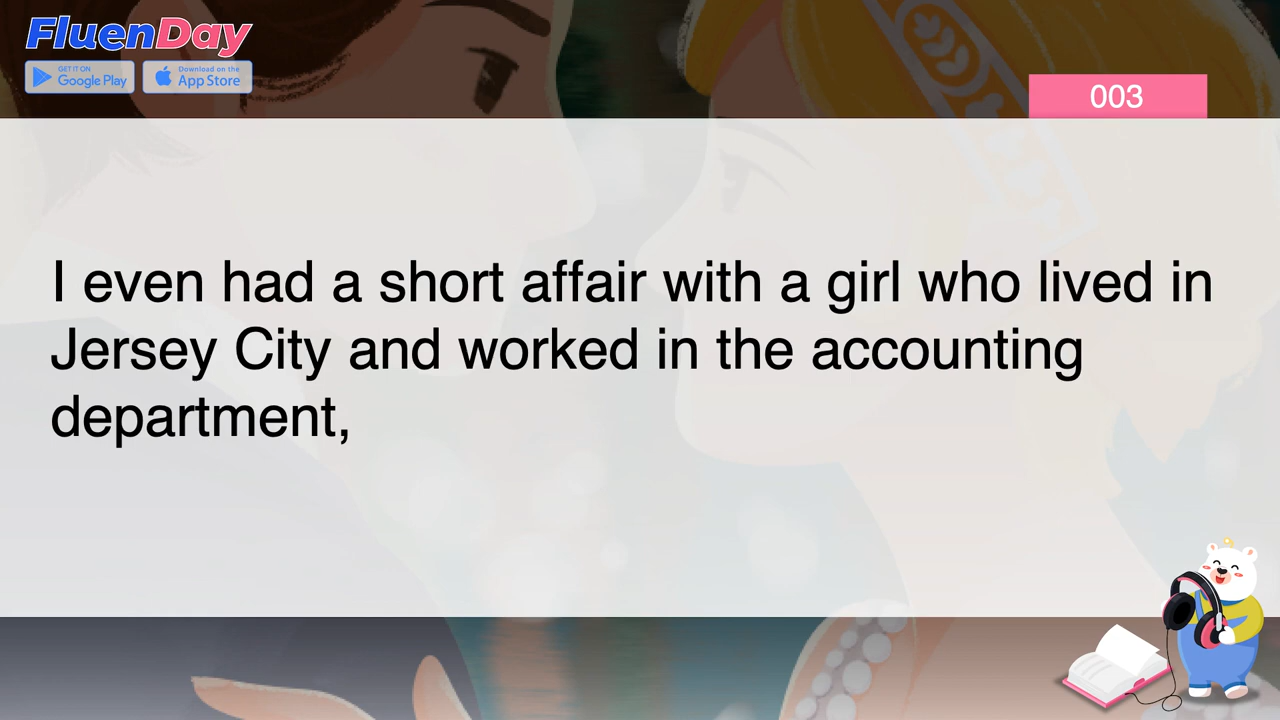 FluenDay
GET IT ON
Google Play
Download on the
App Store
003
I even had a short affair with a girl who lived in
Jersey City and worked in the accounting
department,